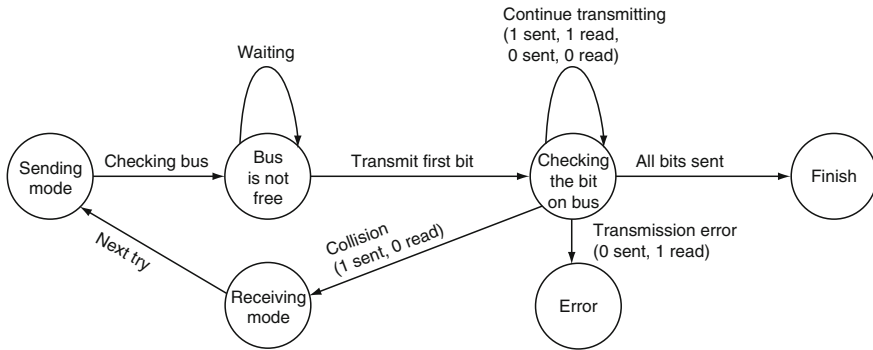 Continue transmitting
(1 sent, 1 read,
0 sent, 0 read)
Waiting
Sending
mode
Checking bus
Bus
is not
free
Transmit first bit
Checking
the bit
on bus
All bits sent
Finish
Transmission error
(0 sent, 1 read)
Collision
(1 sent, 0 read)
Next try
Receiving
mode
Error